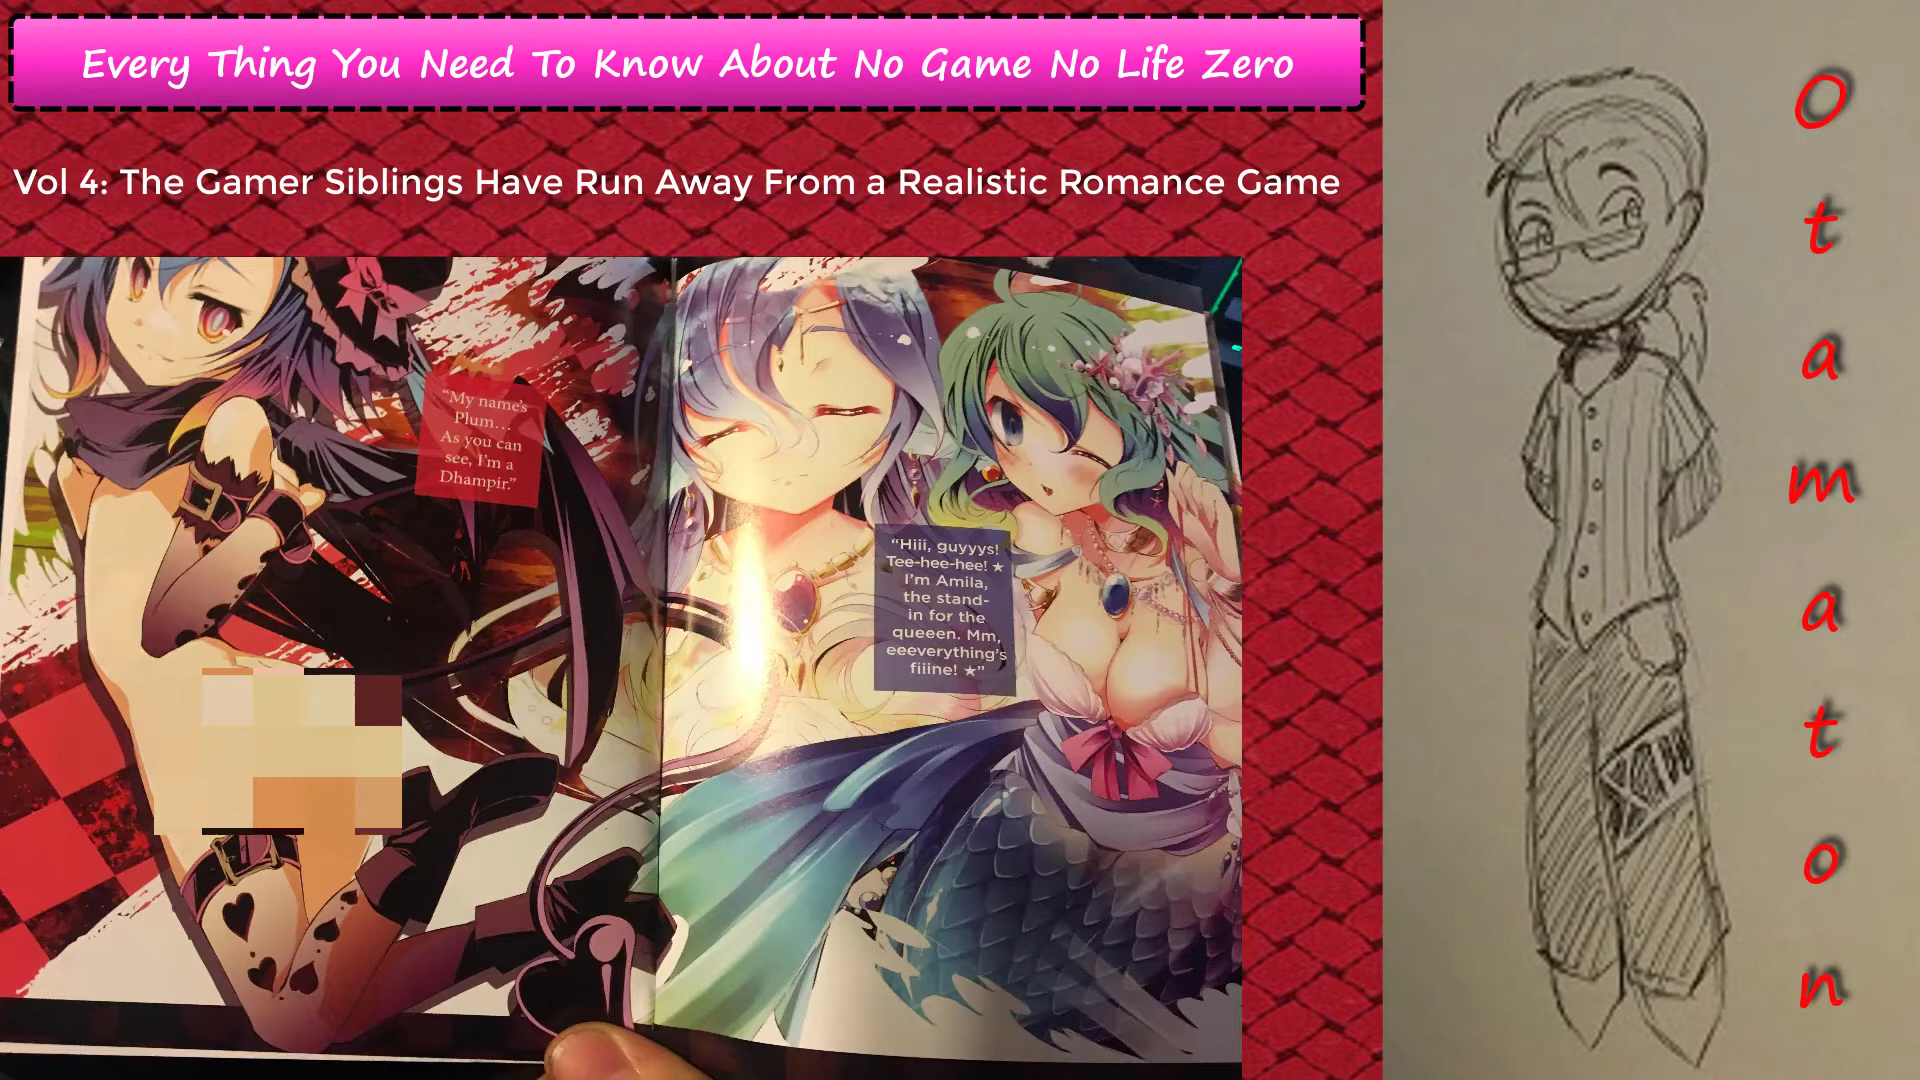 Every Thing You Need To Know About No Game No Life Zero
Vol 4: The Gamer Siblings Have Run Away From a Realistic Romance Game
"My name's
Plum...
As you can
see, I'm a
Dhampir."
"Hiii, guyyys!
Tee-hee-hee! ★
I'm Amila,
the stand-
in for the
queeen. Mm,
eeeverything's
fiiine! ★"
O
t
a
m
a
t
o
n